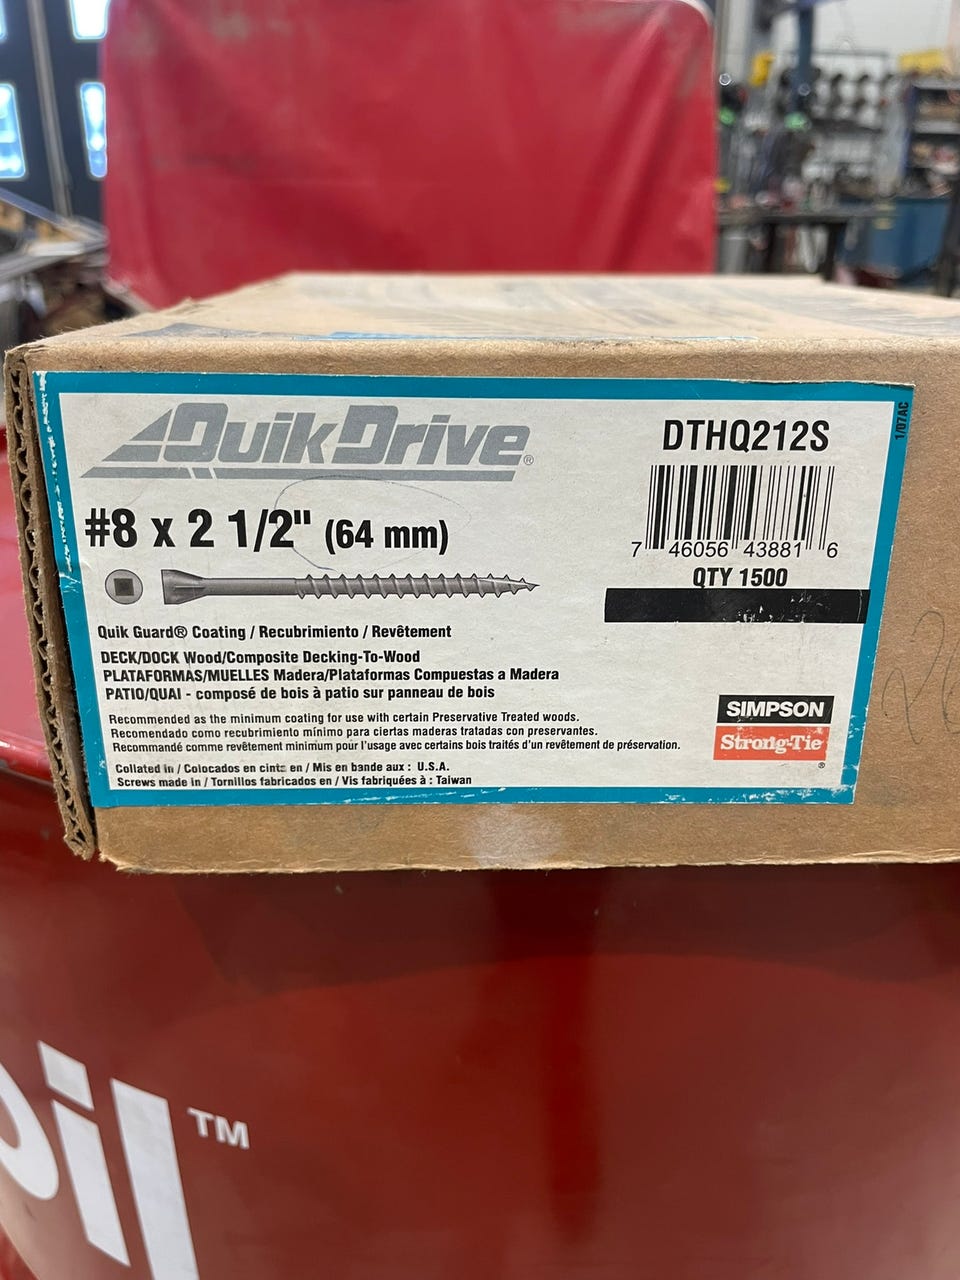 QuikDrive®
#8 x 2 1/2" (64 mm)
Quik Guard® Coating / Recubrimiento / Revêtement
DECK/DOCK Wood/Composite Decking-To-Wood
PLATAFORMAS/MUELLES Madera/Plataformas Compuestas a Madera
PATIO/QUAI - composé de bois à patio sur panneau de bois
Recommended as the minimum coating for use with certain Preservative Treated woods.
Recomendado como recubrimiento mínimo para ciertas maderas tratadas con preservantes.
Recommandé comme revêtement minimum pour l'usage avec certains bois traités d'un revêtement de préservation.
Collated in / Colocados en cinta en / Mis en bande aux : U.S.A.
Screws made in / Tornillos fabricados en / Vis fabriquées à : Taiwan
DTHQ212S
1/07AC
7 46056 43881 6
QTY 1500
SIMPSON
Strong-Tie
®
oil™